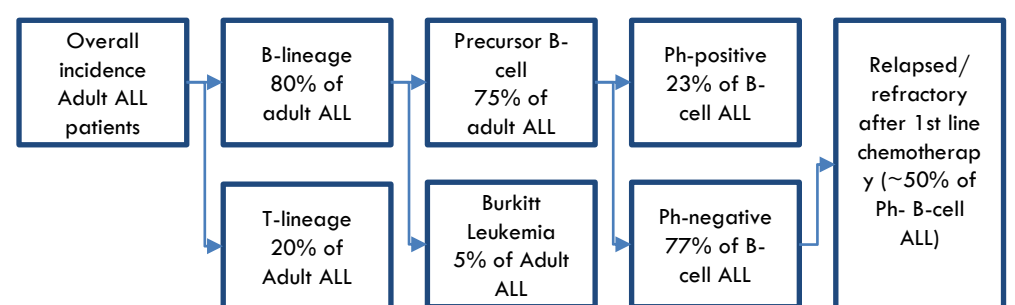 Overall
incidence
Adult ALL
patients
B-lineage
80% of
adult ALL
Precursor B-
cell
75% of
adult ALL
Ph-positive
23% of B-
cell ALL
Relapsed/
refractory
after 1st line
chemotherap
y (~50% of
Ph- B-cell
ALL)
T-lineage
20% of
Adult ALL
Burkitt
Leukemia
5% of Adult
ALL
Ph-negative
77% of B-
cell ALL